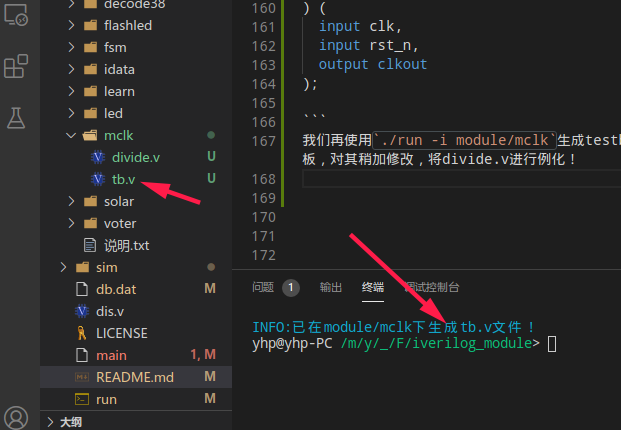 decode38
flashled
fsm
idata
learn
led
mclk
divide.v U
tb.v U
solar
voter
说明.txt
sim
db.dat M
dis.v
LICENSE
main 1, M
README.md M
run M
大纲
160 ) (
161 input clk,
162 input rst_n,
163 output clkout
164 );
165
166 ```
167 我们再使用`./run -i module/mclk`生成test
板，对其稍加修改，将divide.v进行例化！
168
169
170
171
172
问题 1 输出 终端 调试控制台
INFO:已在module/mclk下生成tb.v文件！
yhp@yhp-PC /m/y/_/F/iverilog_module>